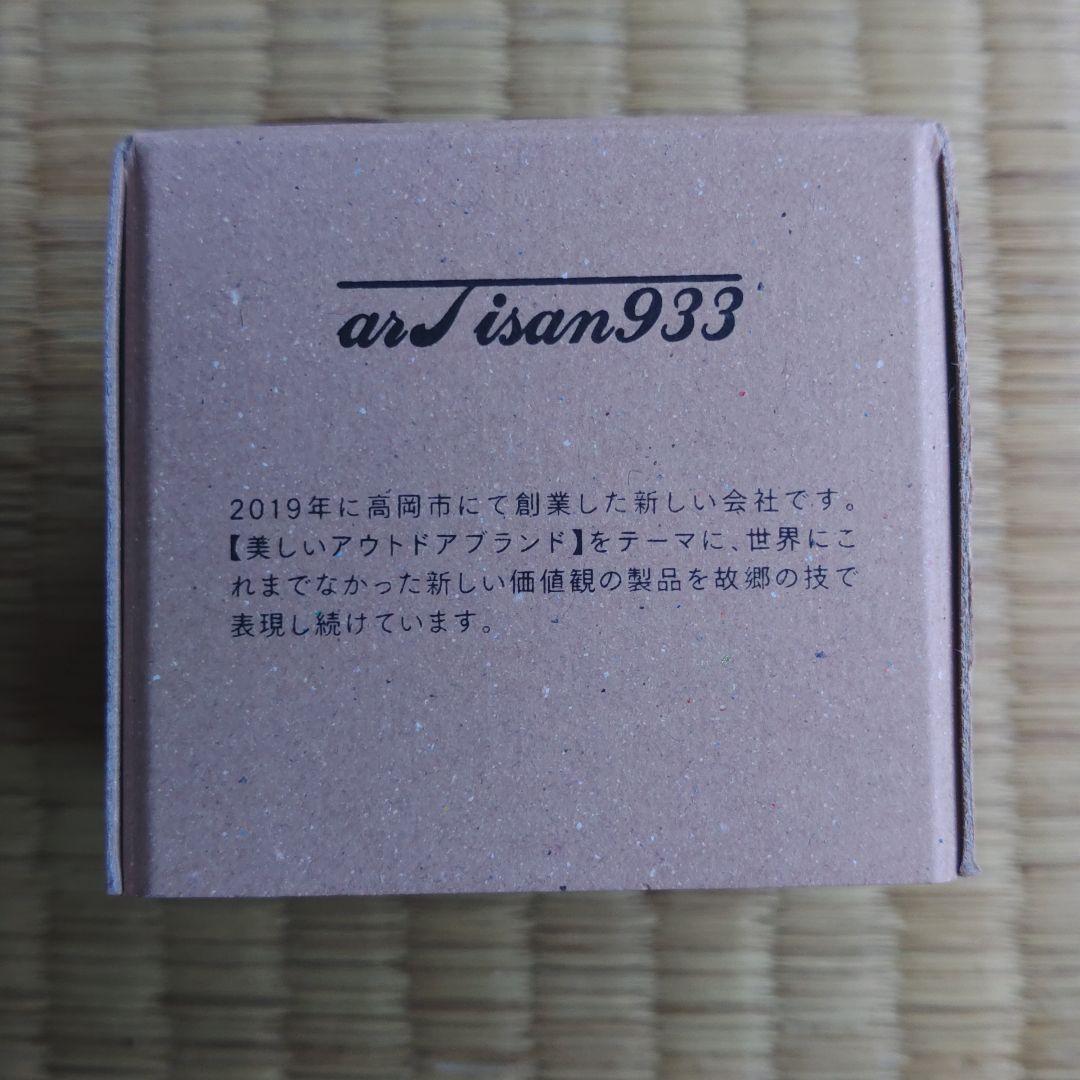 arTisan933
2019年に高岡市にて創業した新しい会社です。
【美しいアウトドアブランド】をテーマに、世界にこ
れまでなかった新しい価値観の製品を故郷の技で
表現し続けています。